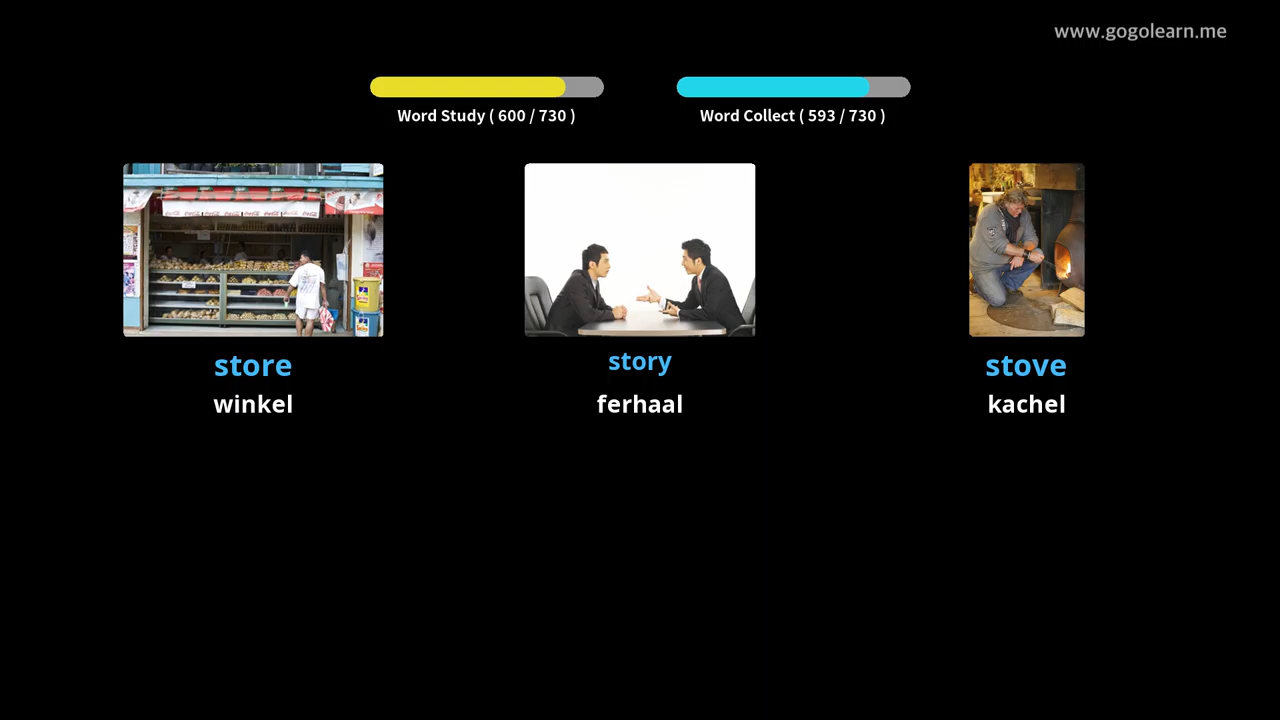 www.gogolearn.me
Word Study ( 600 / 730 )
Word Collect ( 593 / 730 )
store
story
stove
winkel
ferhaal
kachel